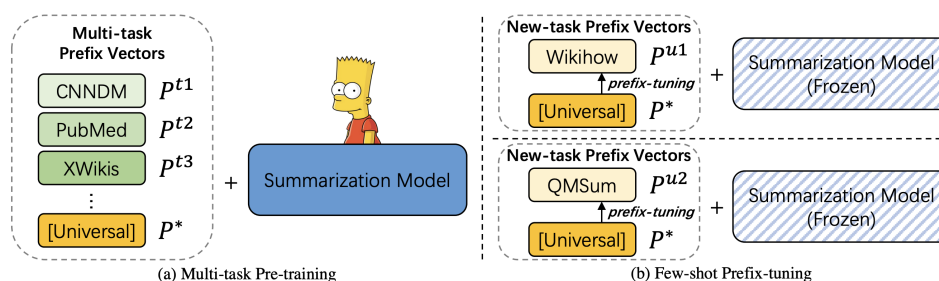 Multi-task
Prefix Vectors
CNNDM P^{t1}
PubMed P^{t2}
XWikis P^{t3}
⋮
[Universal] P*
+
Summarization Model
(a) Multi-task Pre-training
New-task Prefix Vectors
Wikihow P^{u1}
prefix-tuning
[Universal] P*
+
Summarization Model
(Frozen)
New-task Prefix Vectors
QMSum P^{u2}
prefix-tuning
[Universal] P*
+
Summarization Model
(Frozen)
(b) Few-shot Prefix-tuning